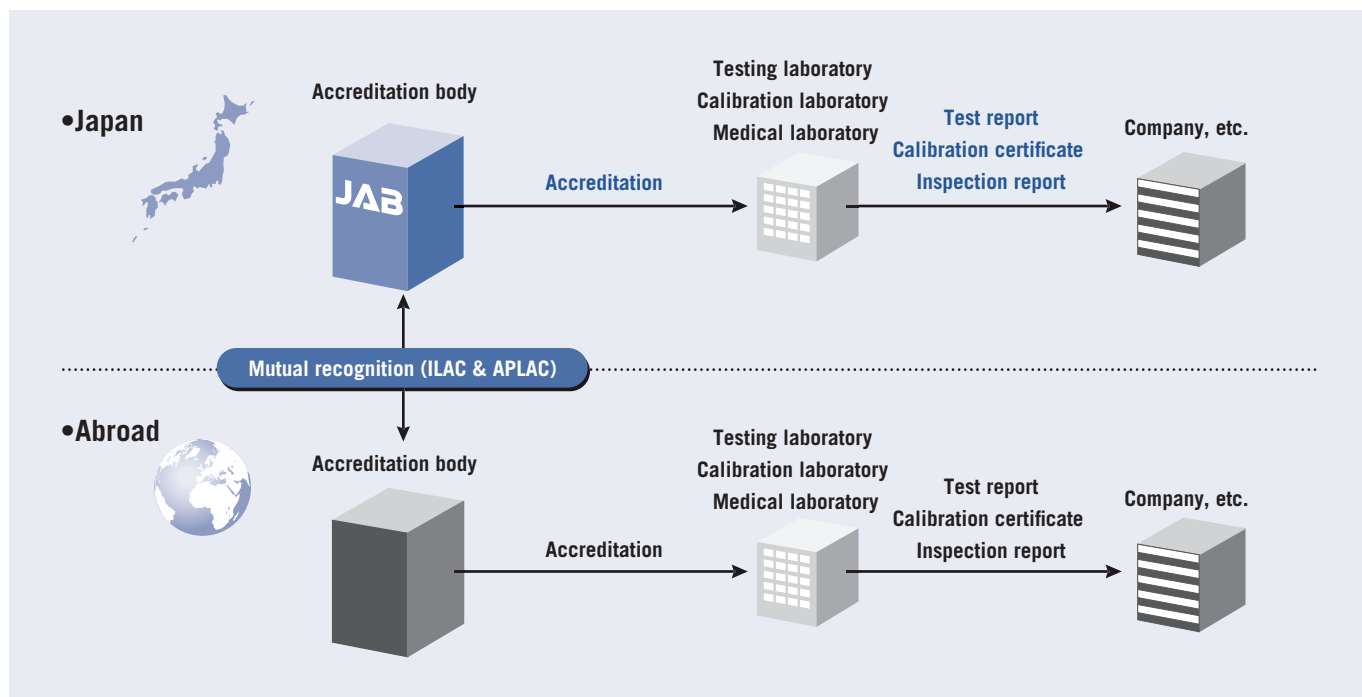 •Japan
Accreditation body
JAB
Accreditation
Testing laboratory
Calibration laboratory
Medical laboratory
Test report
Calibration certificate
Inspection report
Company, etc.
Mutual recognition (ILAC & APLAC)
•Abroad
Accreditation body
Accreditation
Testing laboratory
Calibration laboratory
Medical laboratory
Test report
Calibration certificate
Inspection report
Company, etc.